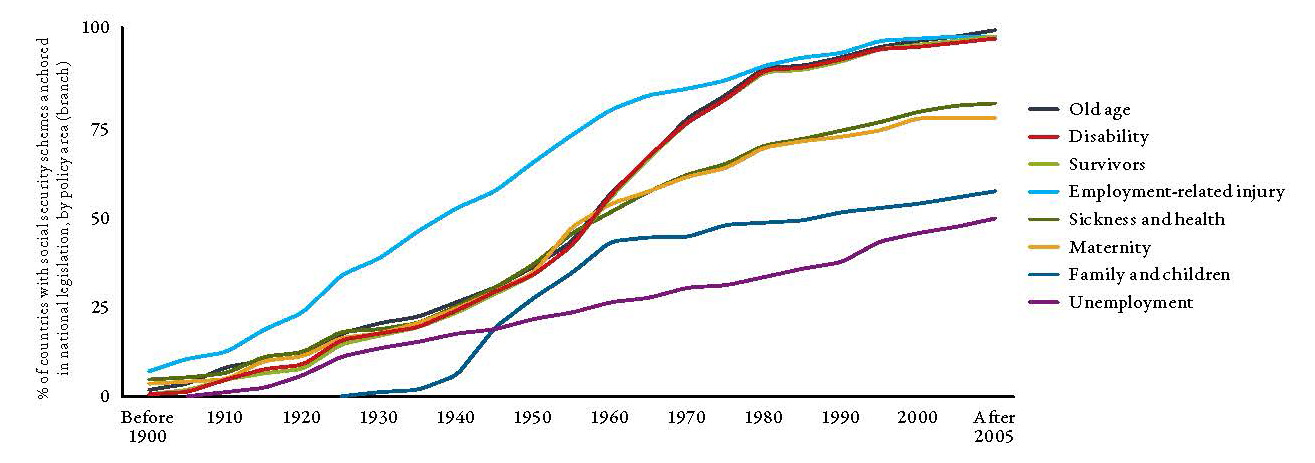 % of countries with social security schemes anchored
in national legislation, by policy area (branch)
100
75
50
25
0
Before
1900
1910
1920
1930
1940
1950
1960
1970
1980
1990
2000
After
2005
Old age
Disability
Survivors
Employment-related injury
Sickness and health
Maternity
Family and children
Unemployment